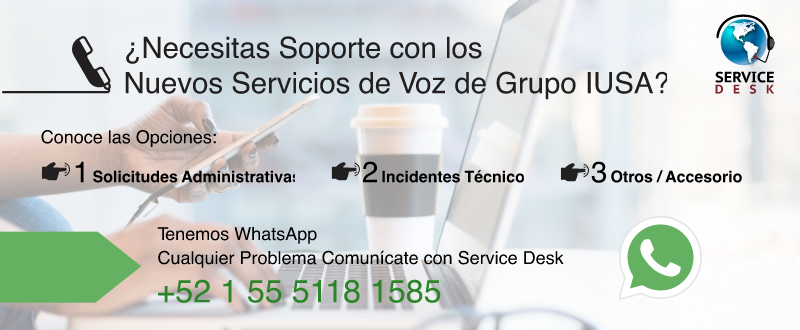 ¿Necesitas Soporte con los
Nuevos Servicios de Voz de Grupo IUSA?
SERVICE
DESK
Conoce las Opciones:
1 Solicitudes Administrativas
2 Incidentes Técnico
3 Otros / Accesorio
Tenemos WhatsApp
Cualquier Problema Comunícate con Service Desk
+52 1 55 5118 1585